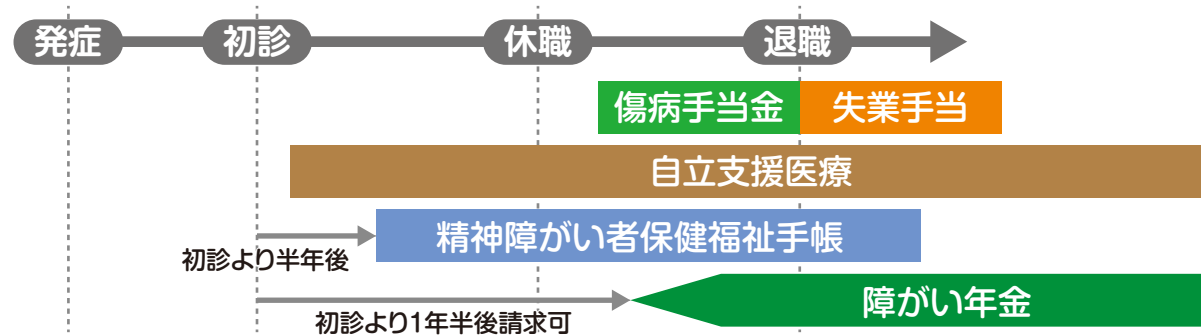 発症 初診 休職 退職
傷病手当金 失業手当
自立支援医療
精神障がい者保健福祉手帳
初診より半年後
障がい年金
初診より1年半後請求可